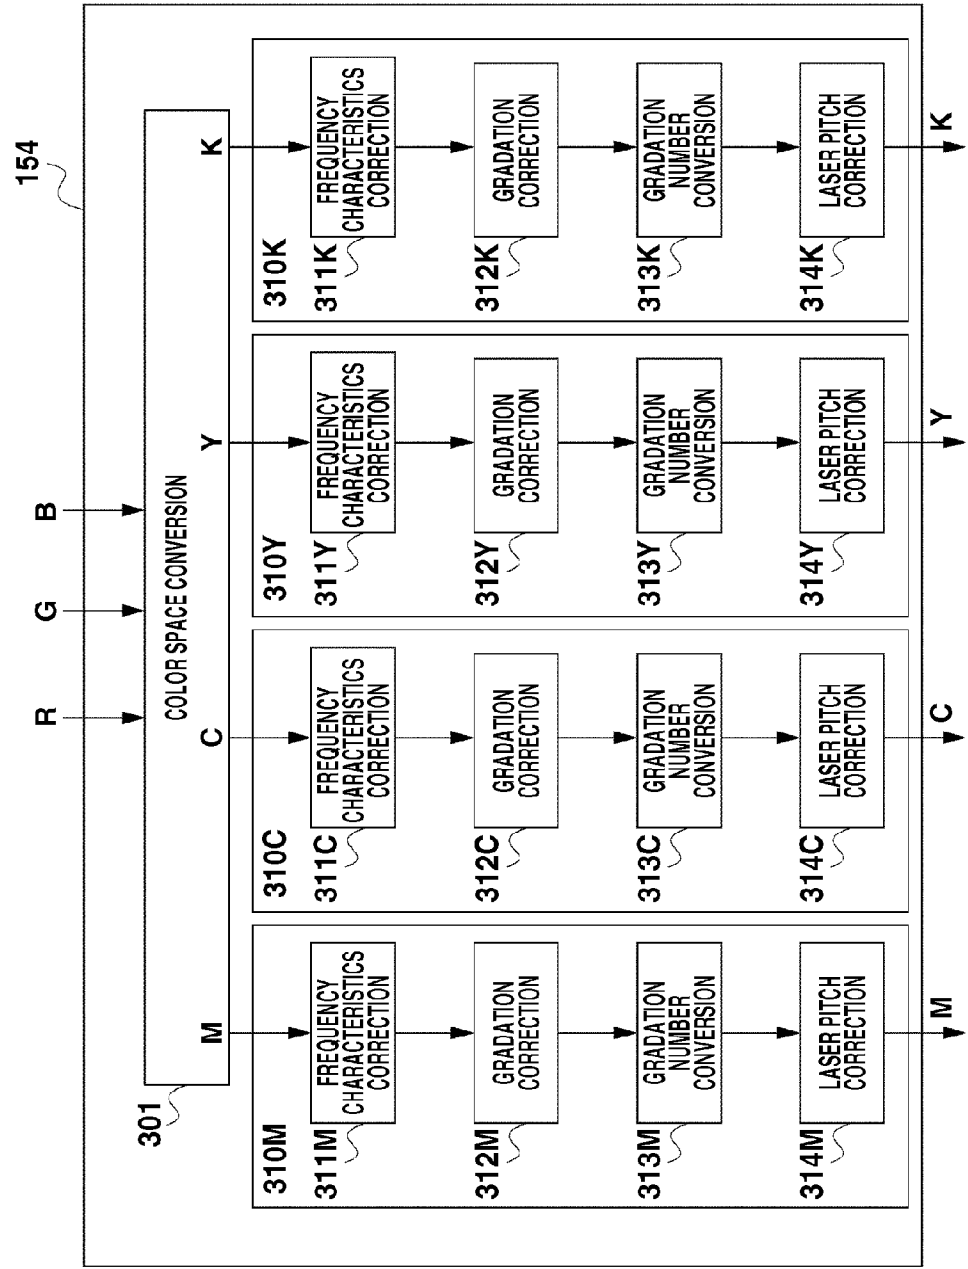 154
R
G
B
301
COLOR SPACE CONVERSION
M
C
Y
K
310M
311M
FREQUENCY
CHARACTERISTICS
CORRECTION
312M
GRADATION
CORRECTION
313M
GRADATION
NUMBER
CONVERSION
314M
LASER PITCH
CORRECTION
M
310C
311C
FREQUENCY
CHARACTERISTICS
CORRECTION
312C
GRADATION
CORRECTION
313C
GRADATION
NUMBER
CONVERSION
314C
LASER PITCH
CORRECTION
C
310Y
311Y
FREQUENCY
CHARACTERISTICS
CORRECTION
312Y
GRADATION
CORRECTION
313Y
GRADATION
NUMBER
CONVERSION
314Y
LASER PITCH
CORRECTION
Y
310K
311K
FREQUENCY
CHARACTERISTICS
CORRECTION
312K
GRADATION
CORRECTION
313K
GRADATION
NUMBER
CONVERSION
314K
LASER PITCH
CORRECTION
K